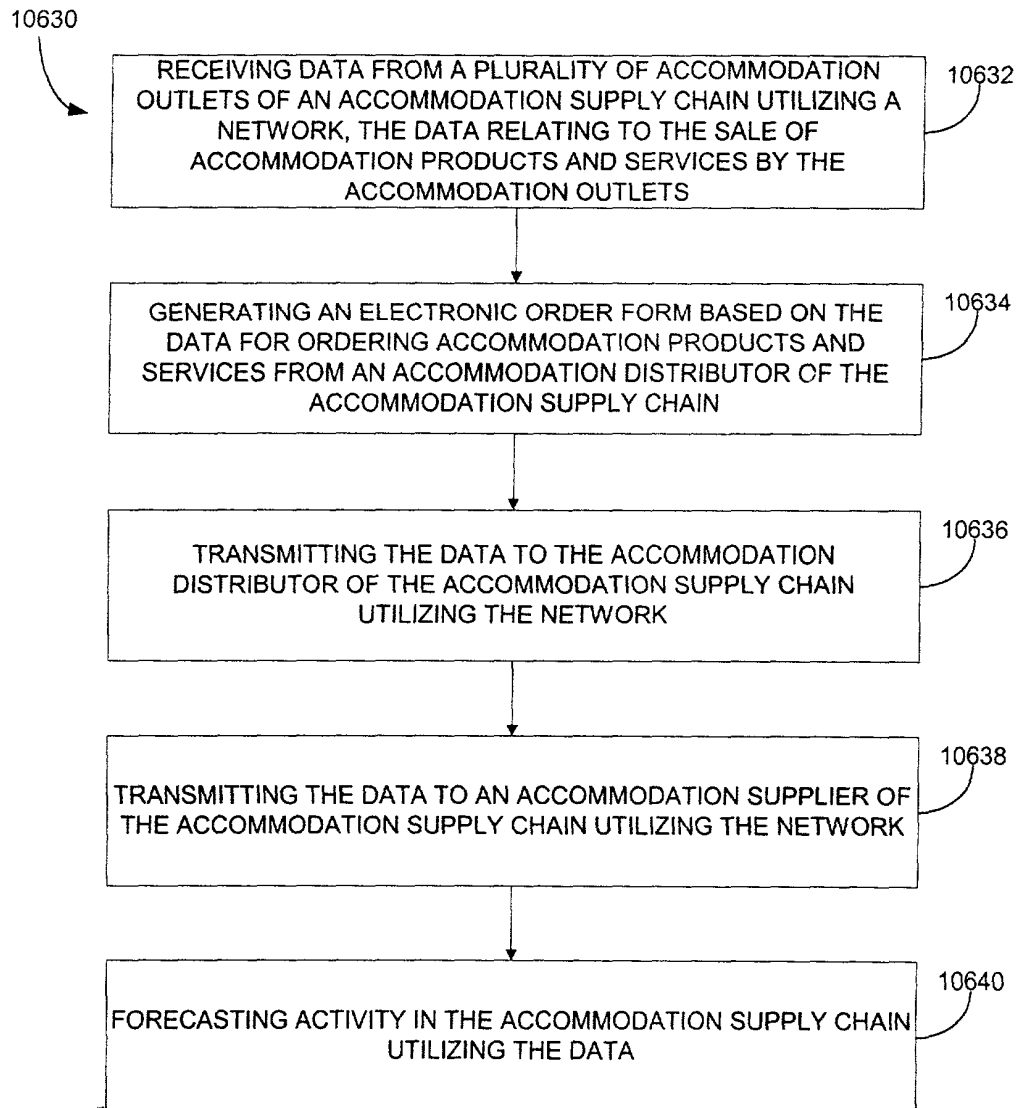 10630
RECEIVING DATA FROM A PLURALITY OF ACCOMMODATION
OUTLETS OF AN ACCOMMODATION SUPPLY CHAIN UTILIZING A
NETWORK, THE DATA RELATING TO THE SALE OF
ACCOMMODATION PRODUCTS AND SERVICES BY THE
ACCOMMODATION OUTLETS
10632
GENERATING AN ELECTRONIC ORDER FORM BASED ON THE
DATA FOR ORDERING ACCOMMODATION PRODUCTS AND
SERVICES FROM AN ACCOMMODATION DISTRIBUTOR OF THE
ACCOMMODATION SUPPLY CHAIN
10634
TRANSMITTING THE DATA TO THE ACCOMMODATION
DISTRIBUTOR OF THE ACCOMMODATION SUPPLY CHAIN
UTILIZING THE NETWORK
10636
TRANSMITTING THE DATA TO AN ACCOMMODATION SUPPLIER OF
THE ACCOMMODATION SUPPLY CHAIN UTILIZING THE NETWORK
10638
FORECASTING ACTIVITY IN THE ACCOMMODATION SUPPLY CHAIN
UTILIZING THE DATA
10640